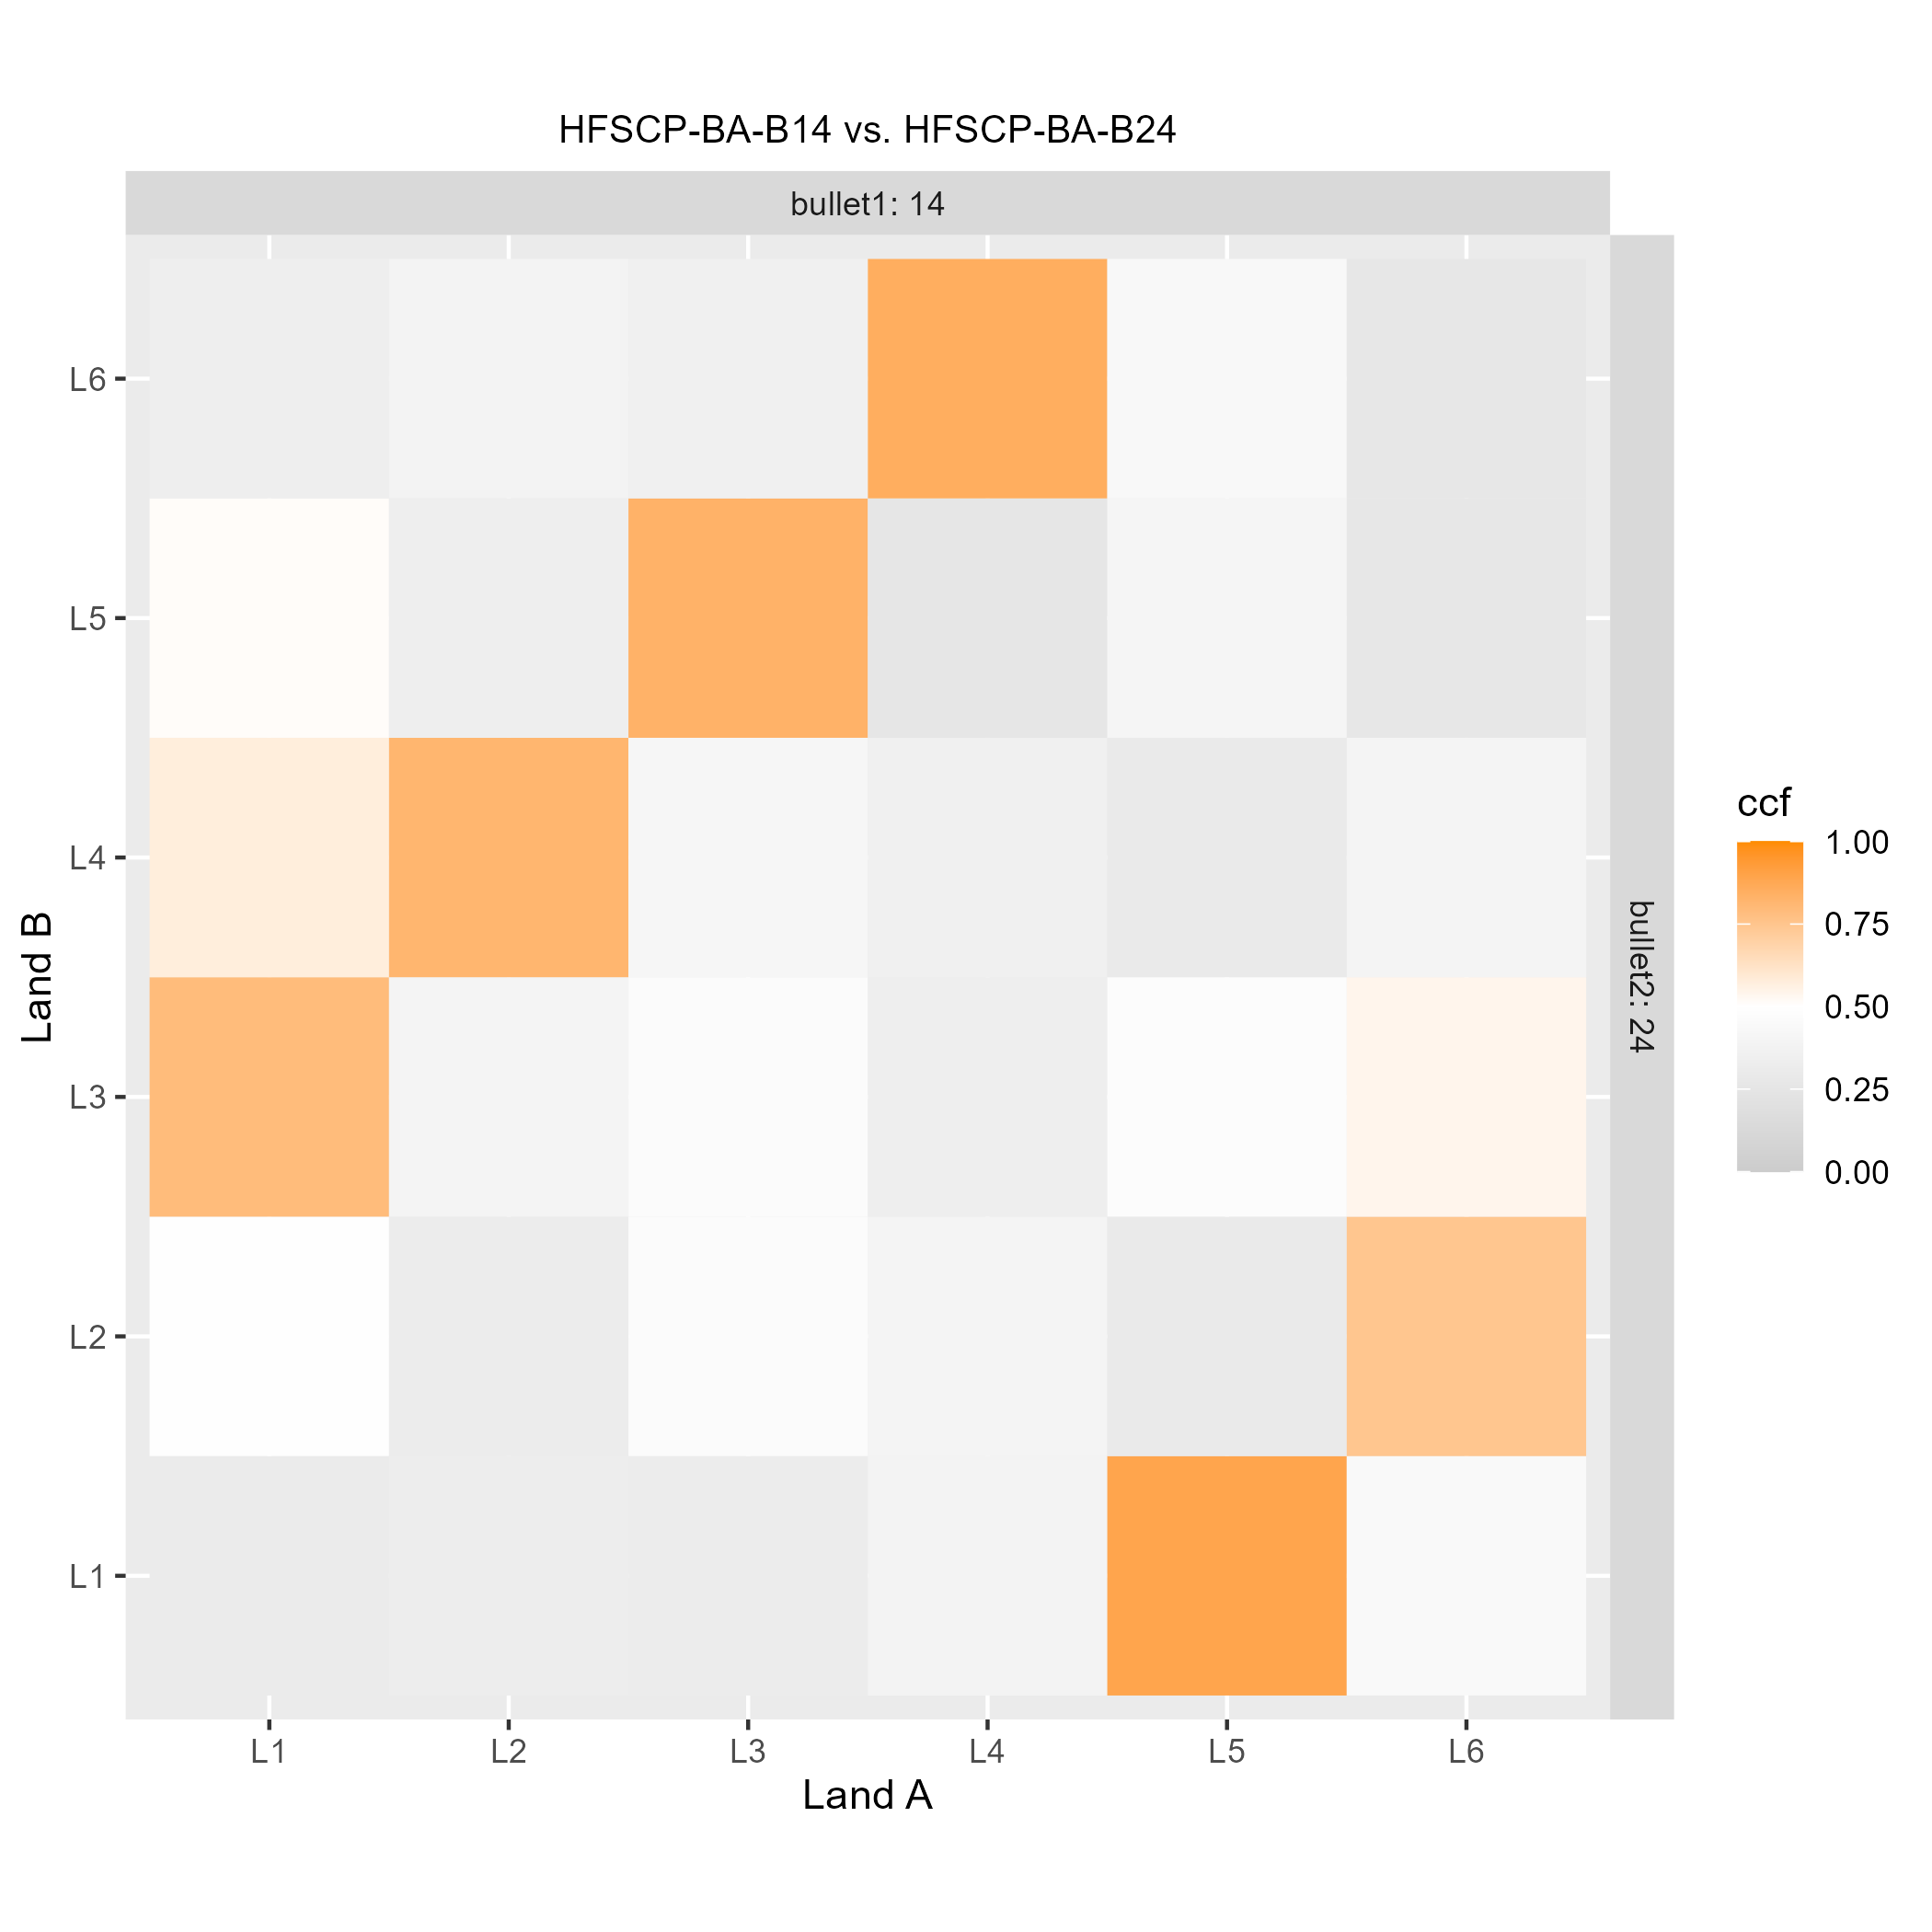 HFSCP-BA-B14 vs. HFSCP-BA-B24
bullet1: 14
L6
L5
L4
L3
L2
L1
Land B
bullet2: 24
ccf
1.00
0.75
0.50
0.25
0.00
L1 L2 L3 L4 L5 L6
Land A